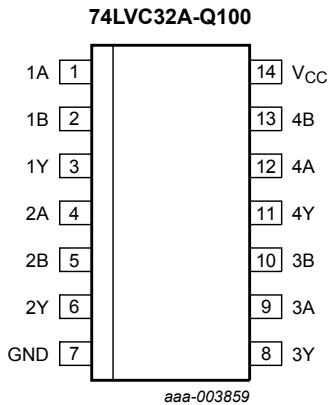 74LVC32A-Q100
1A 1 14 VCC
1B 2 13 4B
1Y 3 12 4A
2A 4 11 4Y
2B 5 10 3B
2Y 6 9 3A
GND 7 8 3Y
aaa-003859